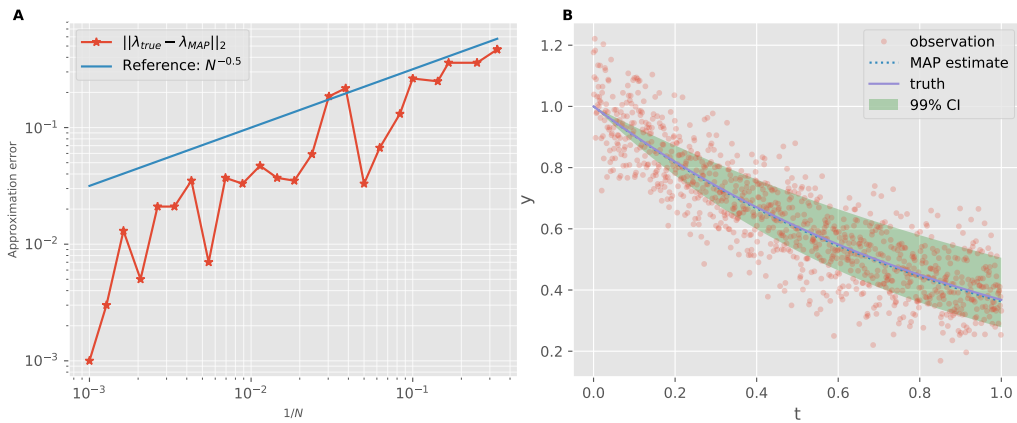 A
||λtrue − λMAP||2
Reference: N−0.5
Approximation error
10−1
10−2
10−3
10−3
10−2
10−1
1/N
B
observation
MAP estimate
truth
99% CI
y
1.2
1.0
0.8
0.6
0.4
0.2
0.0
0.2
0.4
0.6
0.8
1.0
t